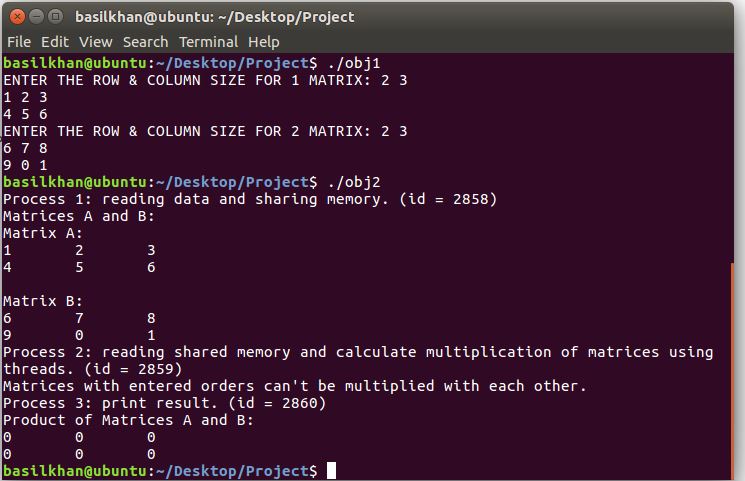 basilkhan@ubuntu: ~/Desktop/Project
File Edit View Search Terminal Help
basilkhan@ubuntu:~/Desktop/Project$ ./obj1
ENTER THE ROW & COLUMN SIZE FOR 1 MATRIX: 2 3
1 2 3
4 5 6
ENTER THE ROW & COLUMN SIZE FOR 2 MATRIX: 2 3
6 7 8
9 0 1
basilkhan@ubuntu:~/Desktop/Project$ ./obj2
Process 1: reading data and sharing memory. (id = 2858)
Matrices A and B:
Matrix A:
1 2 3
4 5 6
Matrix B:
6 7 8
9 0 1
Process 2: reading shared memory and calculate multiplication of matrices using
threads. (id = 2859)
Matrices with entered orders can't be multiplied with each other.
Process 3: print result. (id = 2860)
Product of Matrices A and B:
0 0 0
0 0 0
basilkhan@ubuntu:~/Desktop/Project$